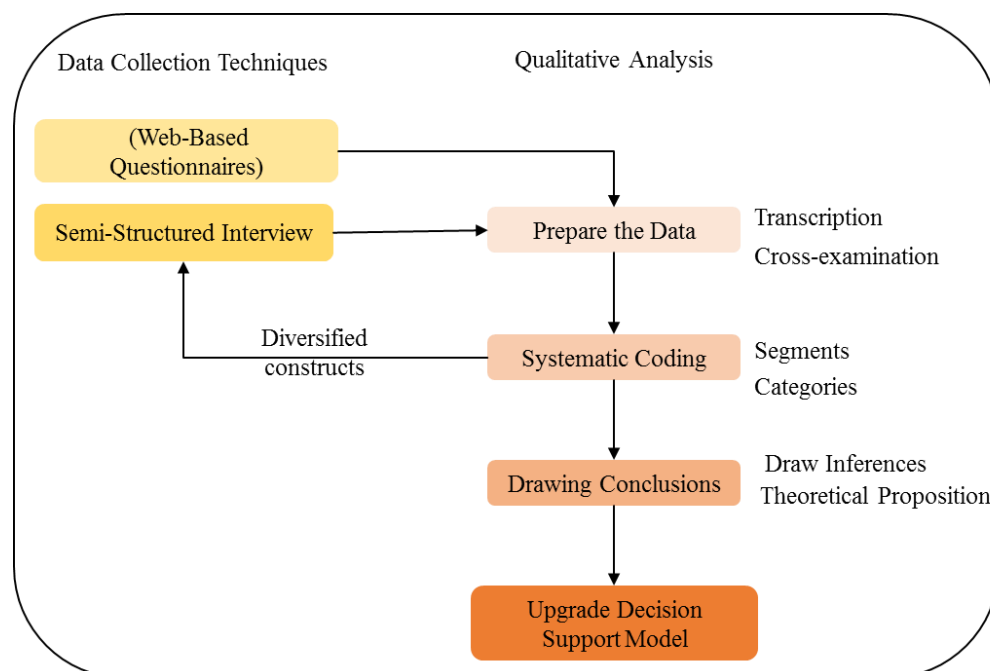 Data Collection Techniques
Qualitative Analysis
(Web-Based
Questionnaires)
Semi-Structured Interview
Prepare the Data
Transcription
Cross-examination
Diversified
constructs
Systematic Coding
Segments
Categories
Drawing Conclusions
Draw Inferences
Theoretical Proposition
Upgrade Decision
Support Model